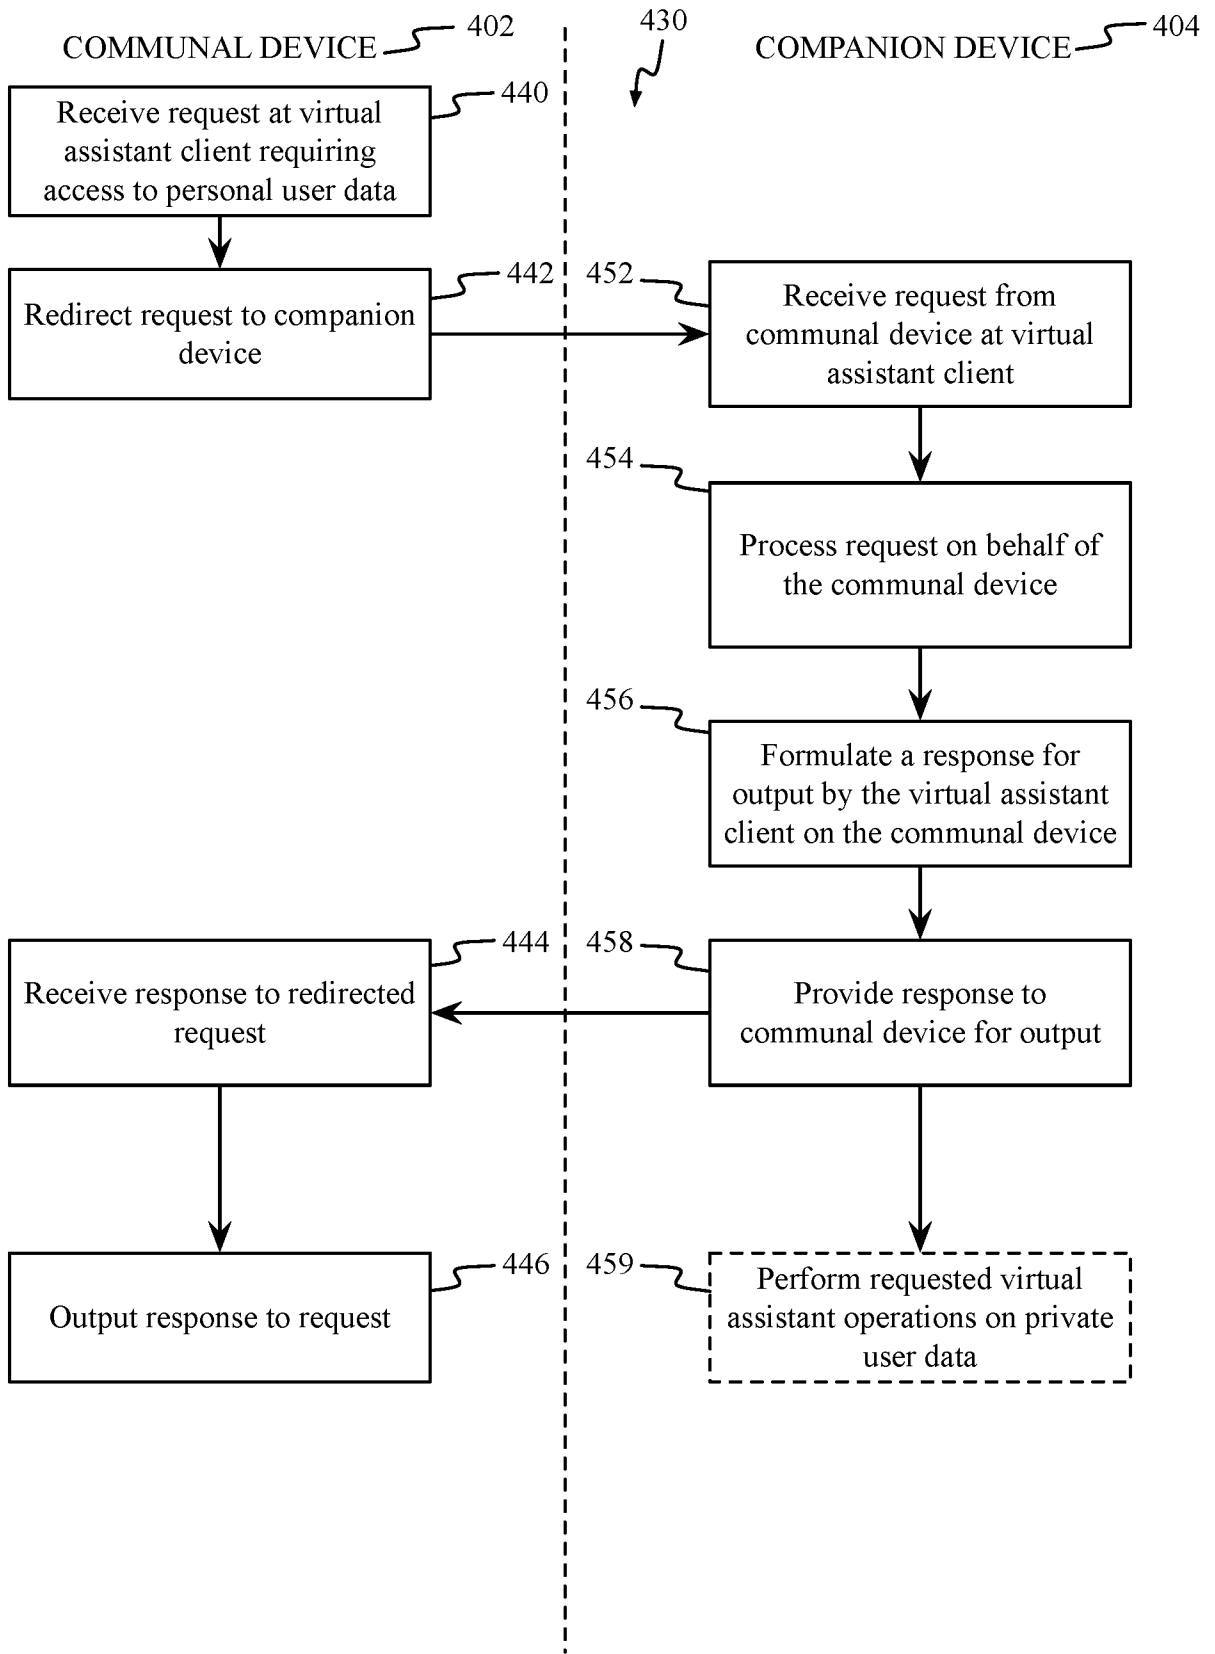 COMMUNAL DEVICE
402
430
COMPANION DEVICE
404
440
Receive request at virtual
assistant client requiring
access to personal user data
442
Redirect request to companion
device
452
Receive request from
communal device at virtual
assistant client
454
Process request on behalf of
the communal device
456
Formulate a response for
output by the virtual assistant
client on the communal device
444
Receive response to redirected
request
458
Provide response to
communal device for output
446
Output response to request
459
Perform requested virtual
assistant operations on private
user data